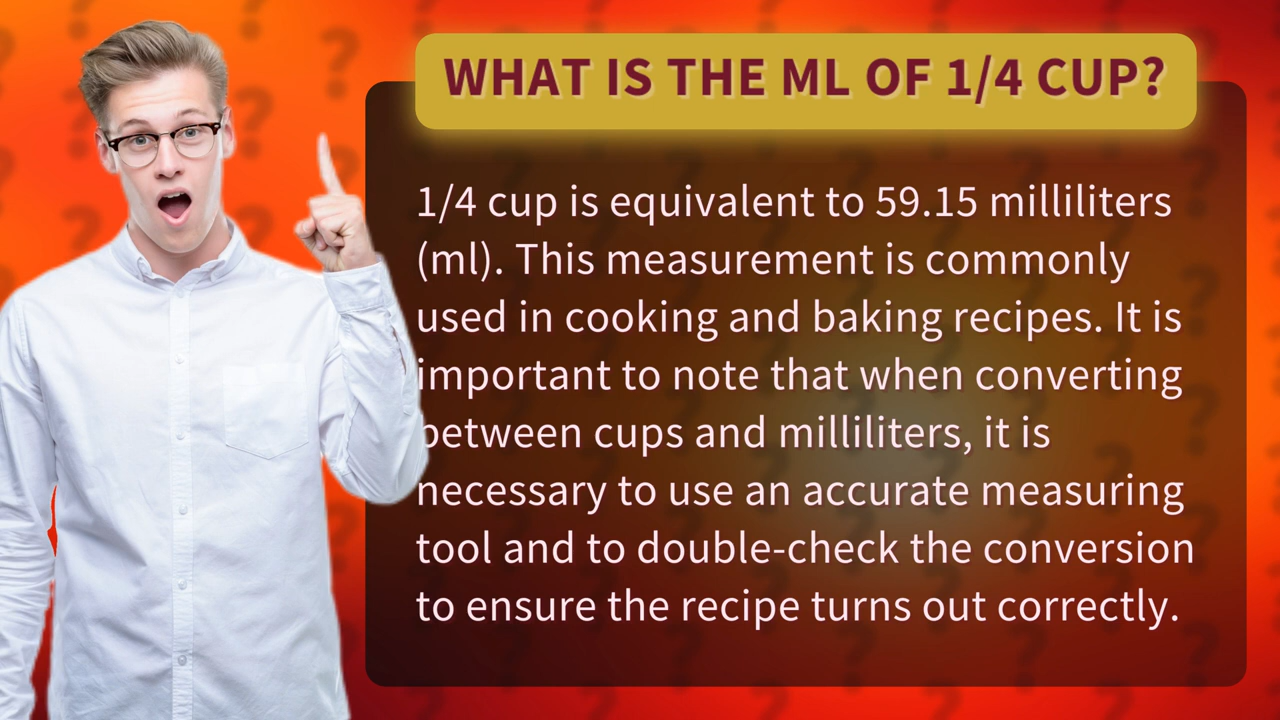 WHAT IS THE ML OF 1/4 CUP?
1/4 cup is equivalent to 59.15 milliliters
(ml). This measurement is commonly
used in cooking and baking recipes. It is
important to note that when converting
between cups and milliliters, it is
necessary to use an accurate measuring
tool and to double-check the conversion
to ensure the recipe turns out correctly.